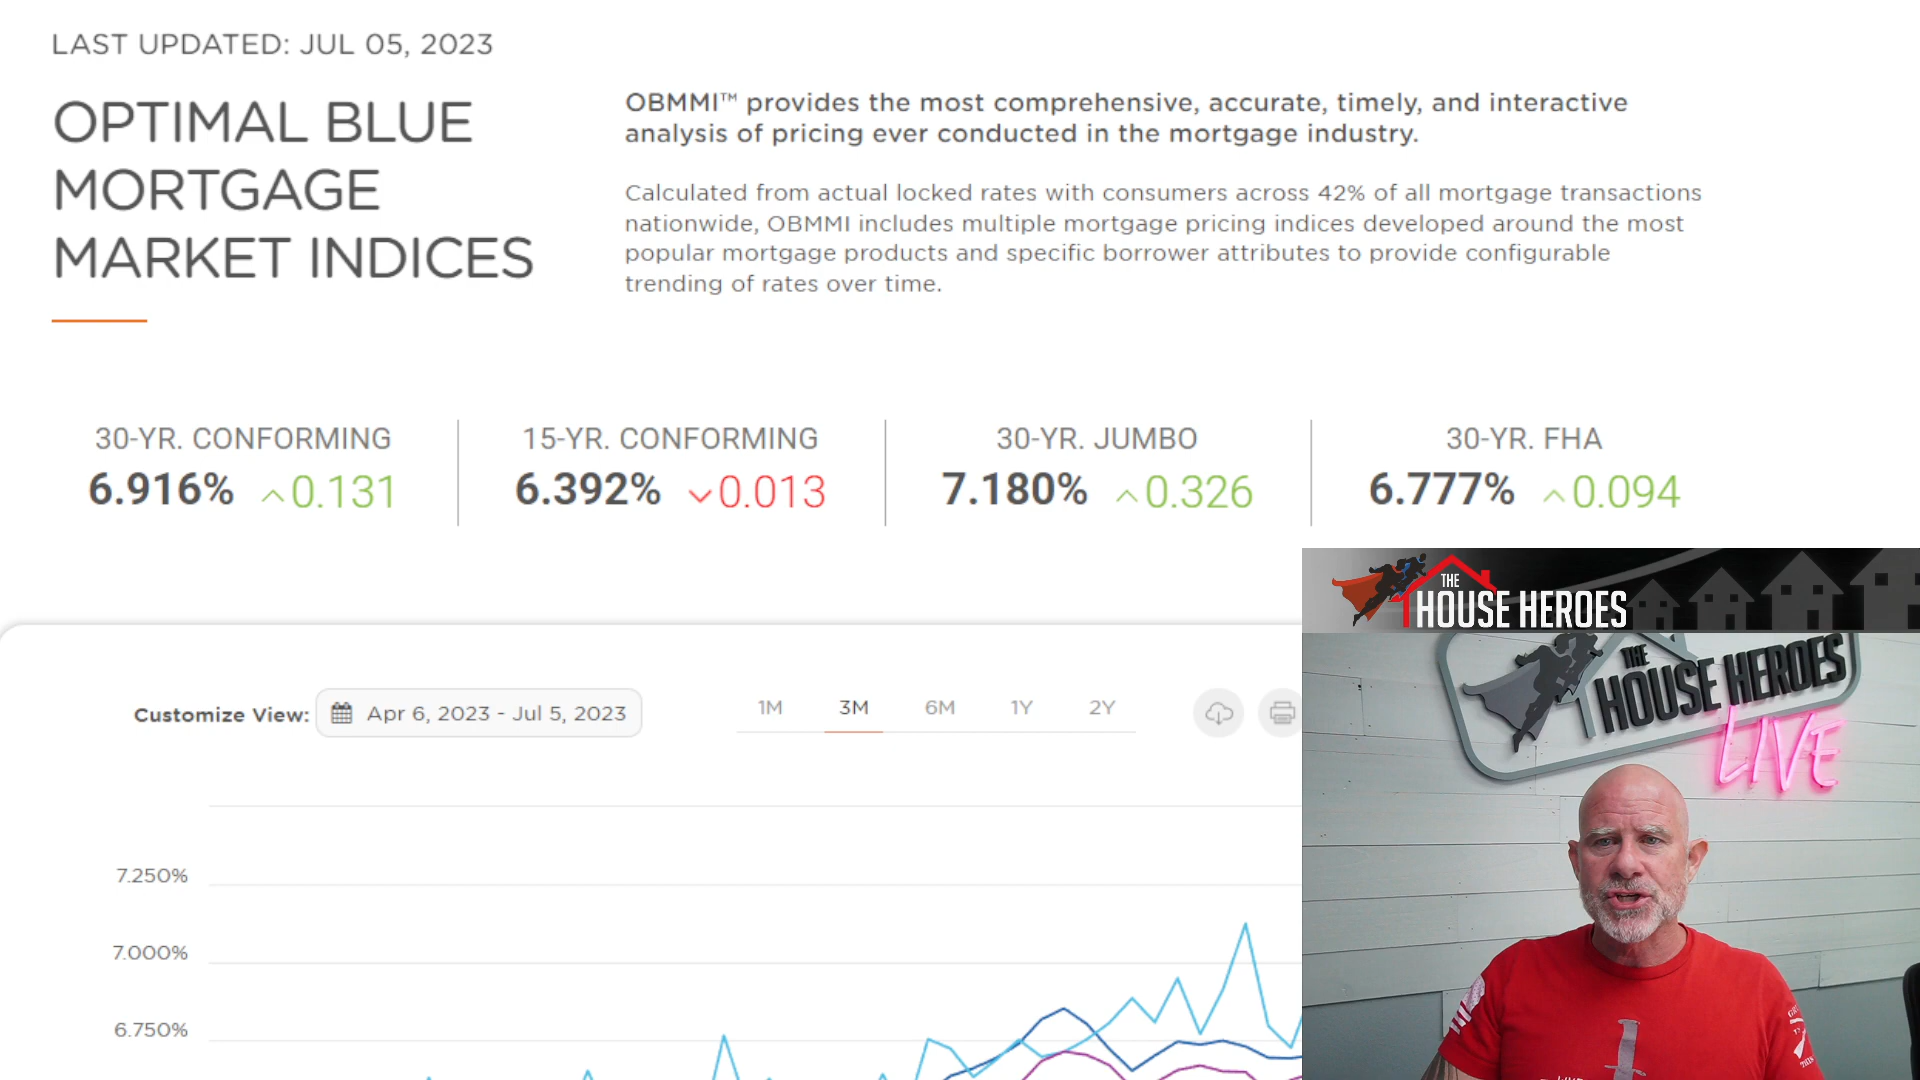 LAST UPDATED: JUL 05, 2023
OPTIMAL BLUE
MORTGAGE
MARKET INDICES
OBMMI™ provides the most comprehensive, accurate, timely, and interactive
analysis of pricing ever conducted in the mortgage industry.
Calculated from actual locked rates with consumers across 42% of all mortgage transactions
nationwide, OBMMI includes multiple mortgage pricing indices developed around the most
popular mortgage products and specific borrower attributes to provide configurable
trending of rates over time.
30-YR. CONFORMING
6.916% 0.131
15-YR. CONFORMING
6.392% 0.013
30-YR. JUMBO
7.180% 0.326
30-YR. FHA
6.777% 0.094
Customize View: Apr 6, 2023 - Jul 5, 2023
1M 3M 6M 1Y 2Y
7.250%
7.000%
6.750%
THE
HOUSE HEROES
THE
HOUSE HEROES
LIVE